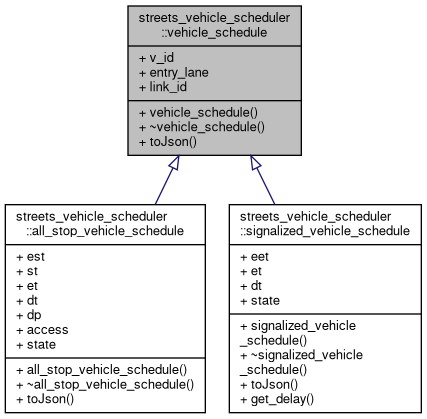 streets_vehicle_scheduler
::vehicle_schedule
+ v_id
+ entry_lane
+ link_id
+ vehicle_schedule()
+ ~vehicle_schedule()
+ toJson()
streets_vehicle_scheduler
::all_stop_vehicle_schedule
+ est
+ st
+ et
+ dt
+ dp
+ access
+ state
+ all_stop_vehicle_schedule()
+ ~all_stop_vehicle_schedule()
+ toJson()
streets_vehicle_scheduler
::signalized_vehicle_schedule
+ eet
+ et
+ dt
+ state
+ signalized_vehicle
_schedule()
+ ~signalized_vehicle
_schedule()
+ toJson()
+ get_delay()